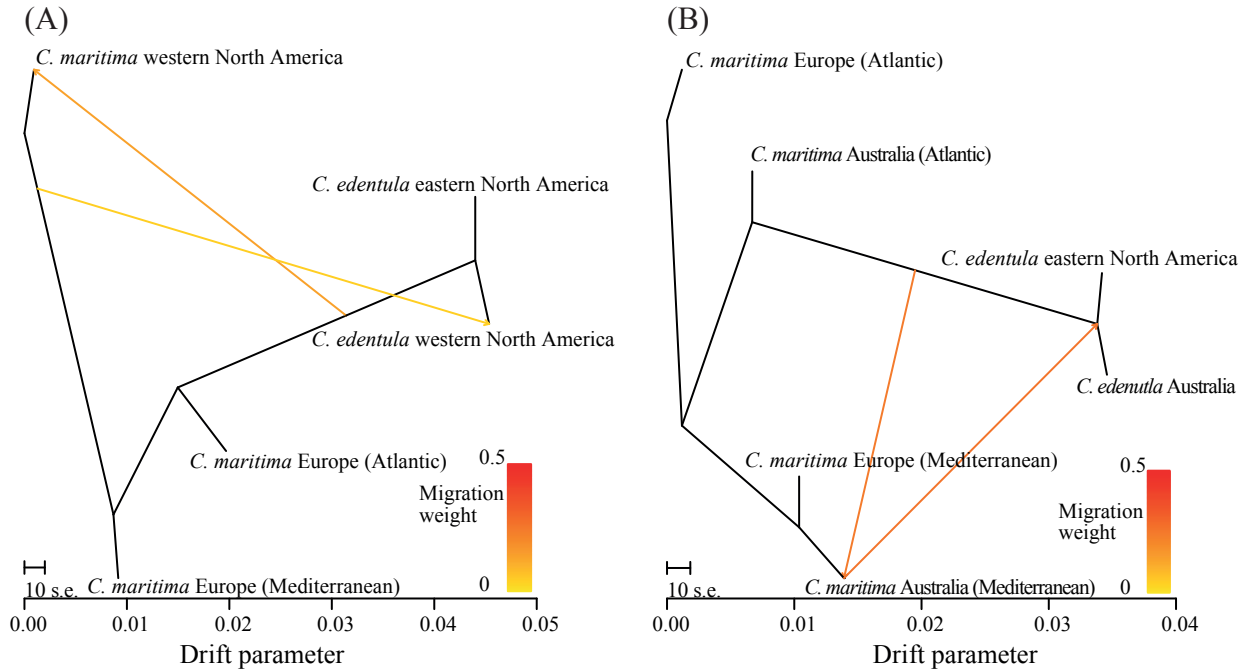 (A)
C. maritima western North America
C. edentula eastern North America
C. edentula western North America
C. maritima Europe (Atlantic)
0.5
Migration
weight
0
10 s.e.
C. maritima Europe (Mediterranean)
0.00 0.01 0.02 0.03 0.04 0.05
Drift parameter
(B)
C. maritima Europe (Atlantic)
C. maritima Australia (Atlantic)
C. edentula eastern North America
C. edenutla Australia
C. maritima Europe (Mediterranean)
0.5
Migration
weight
0
10 s.e.
C. maritima Australia (Mediterranean)
0.00 0.01 0.02 0.03 0.04
Drift parameter